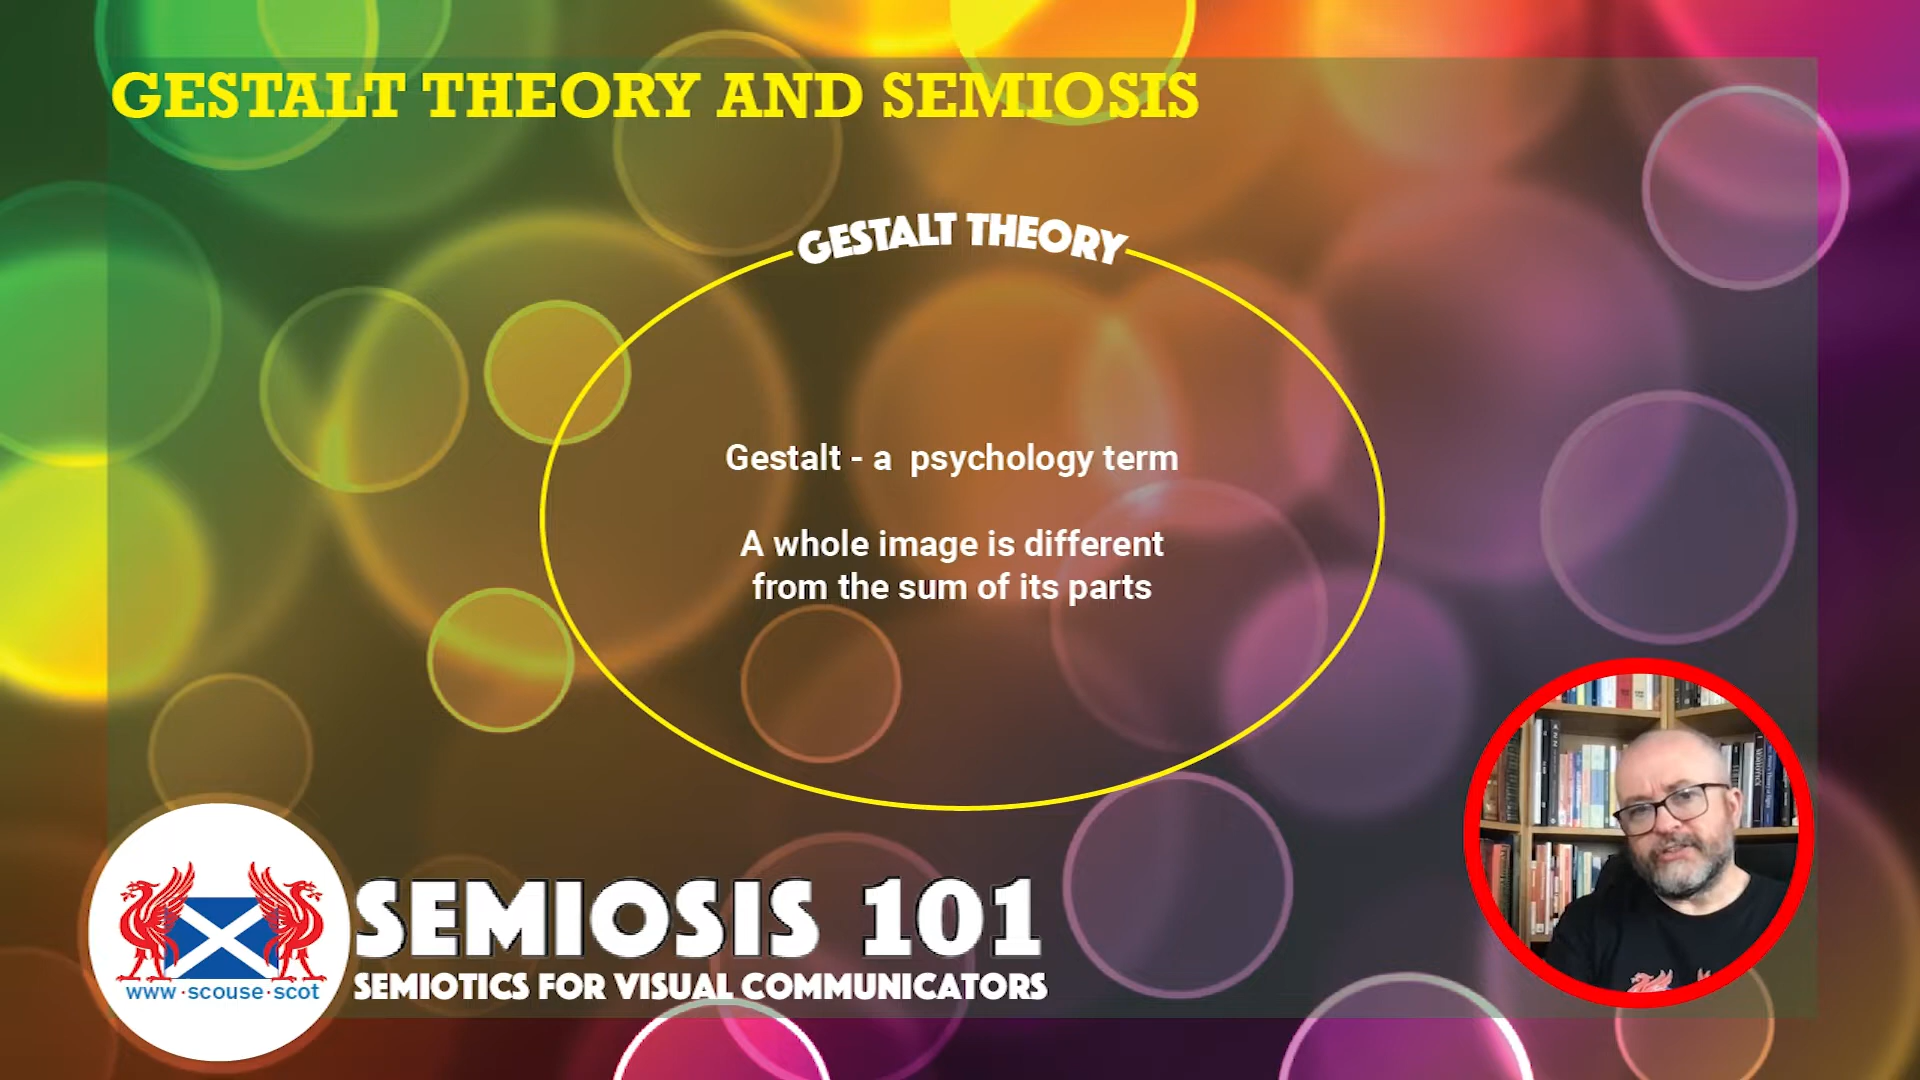 GESTALT THEORY AND SEMIOSIS
GESTALT THEORY
Gestalt - a psychology term
A whole image is different
from the sum of its parts
SEMIOSIS 101
SEMIOTICS FOR VISUAL COMMUNICATORS
www·scouse·scot